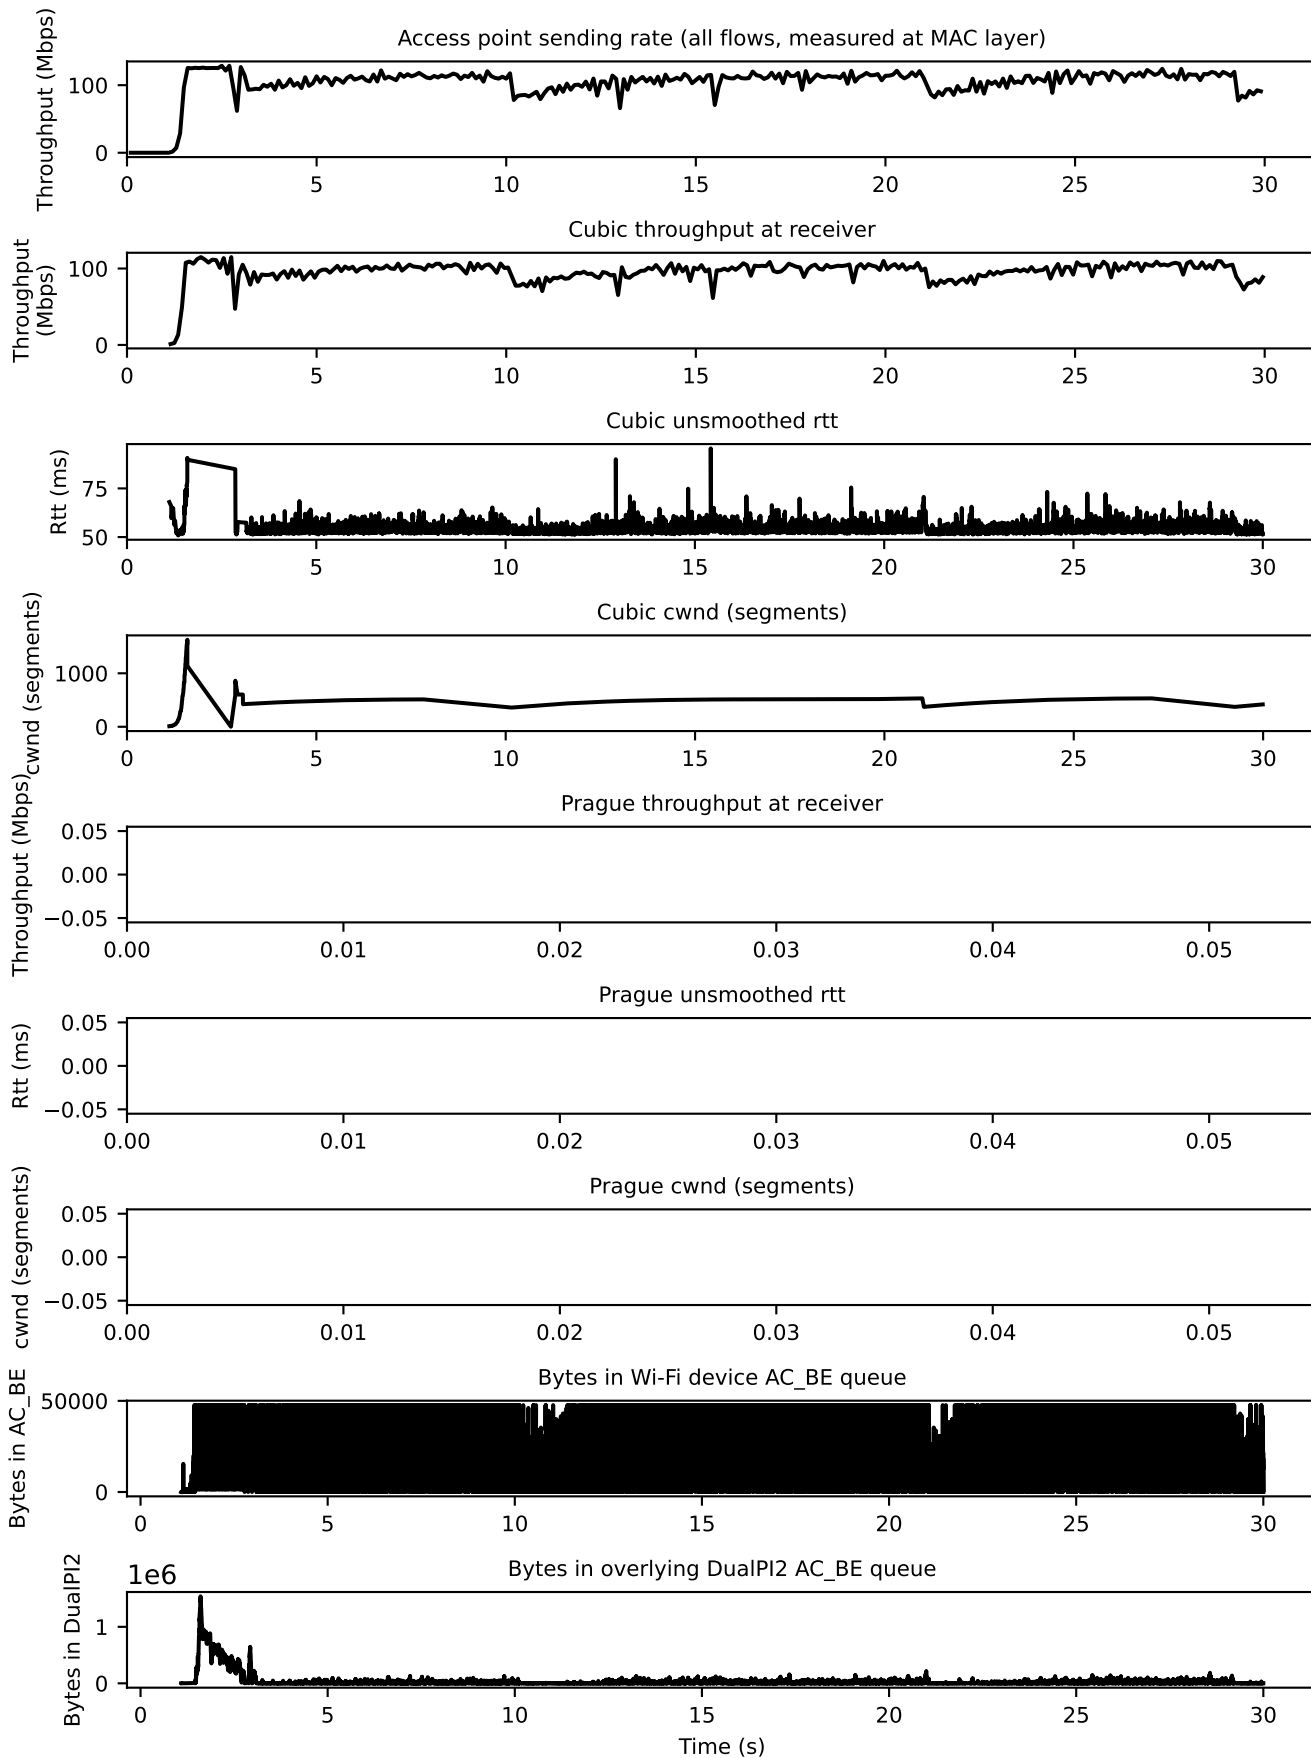 Access point sending rate (all flows, measured at MAC layer)
Throughput (Mbps)
100
0
0 5 10 15 20 25 30
Cubic throughput at receiver
Throughput
(Mbps)
100
0
0 5 10 15 20 25 30
Cubic unsmoothed rtt
Rtt (ms)
75
50
0 5 10 15 20 25 30
Cubic cwnd (segments)
cwnd (segments)
1000
0
0 5 10 15 20 25 30
Prague throughput at receiver
Throughput (Mbps)
0.05
0.00
−0.05
0.00 0.01 0.02 0.03 0.04 0.05
Prague unsmoothed rtt
Rtt (ms)
0.05
0.00
−0.05
0.00 0.01 0.02 0.03 0.04 0.05
Prague cwnd (segments)
cwnd (segments)
0.05
0.00
−0.05
0.00 0.01 0.02 0.03 0.04 0.05
Bytes in Wi-Fi device AC_BE queue
Bytes in AC_BE
50000
0
0 5 10 15 20 25 30
Bytes in overlying DualPI2 AC_BE queue
Bytes in DualPI2
1e6
1
0
0 5 10 15 20 25 30
Time (s)